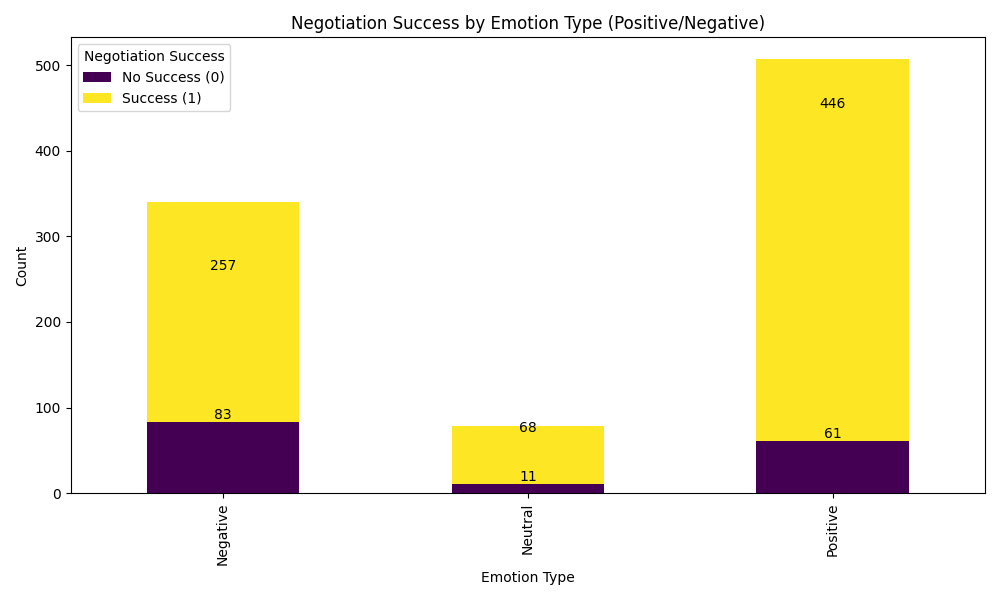 Negotiation Success by Emotion Type (Positive/Negative)
Negotiation Success
No Success (0)
Success (1)
Count
500
400
300
200
100
0
257
83
68
11
446
61
Negative
Neutral
Positive
Emotion Type